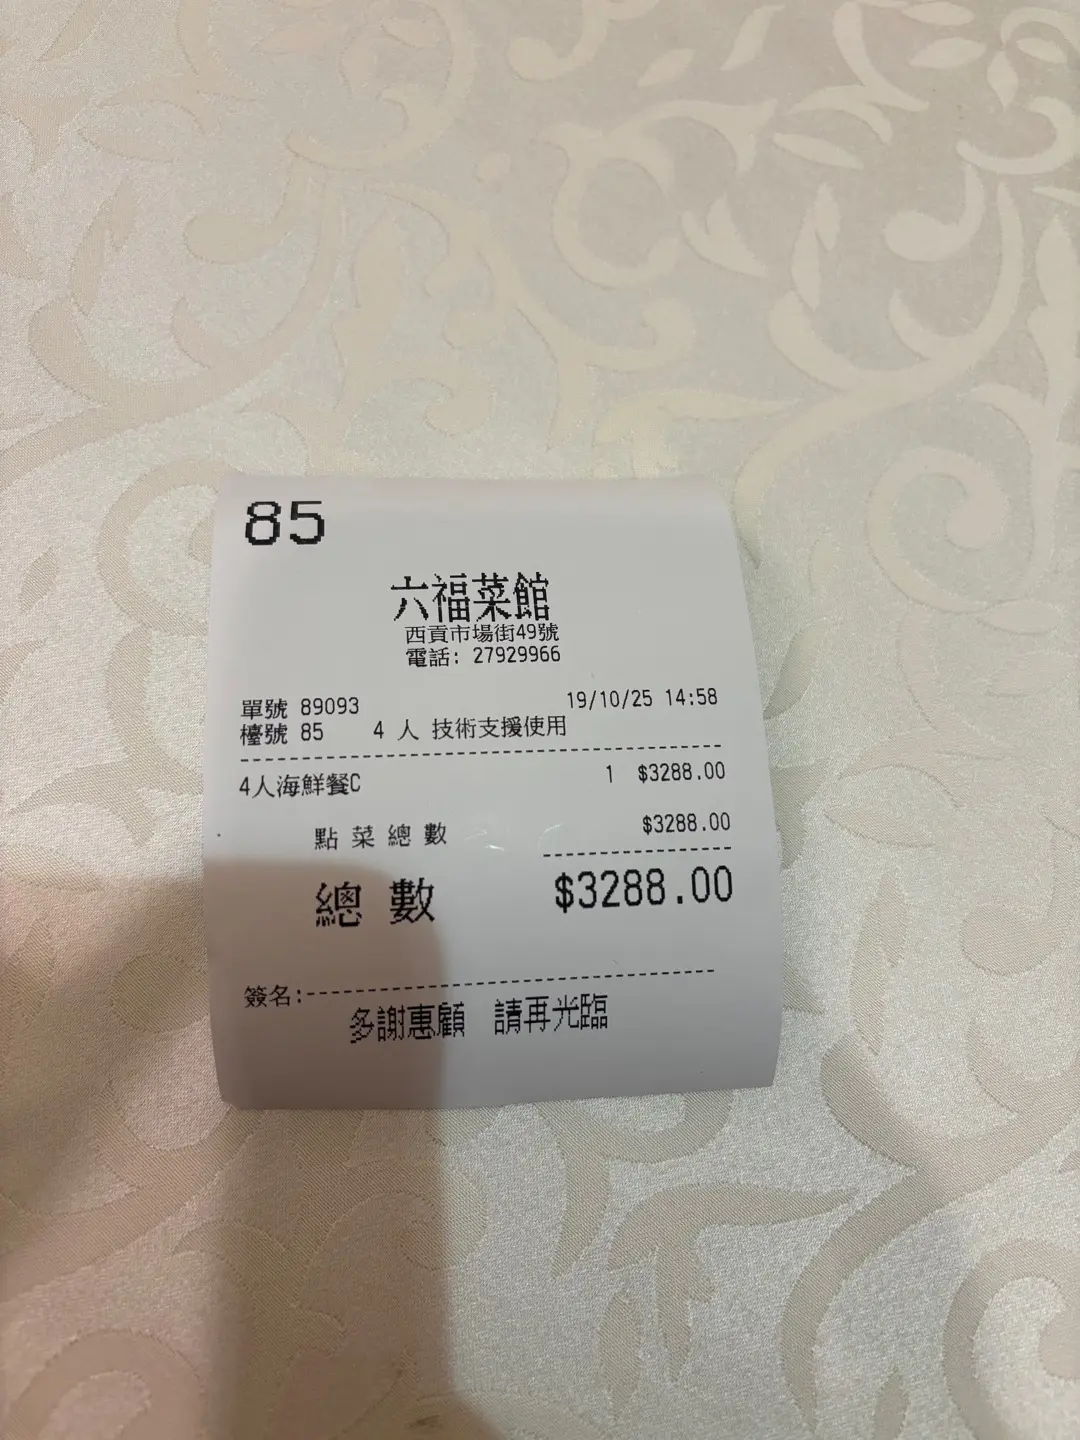 85
六福菜館
西貢市場街49號
電話: 27929966
單號 89093 19/10/25 14:58
檯號 85 4 人 技術支援使用
4人海鮮餐C 1 $3288.00
點菜總數 $3288.00
總數 $3288.00
簽名:
多謝惠顧 請再光臨